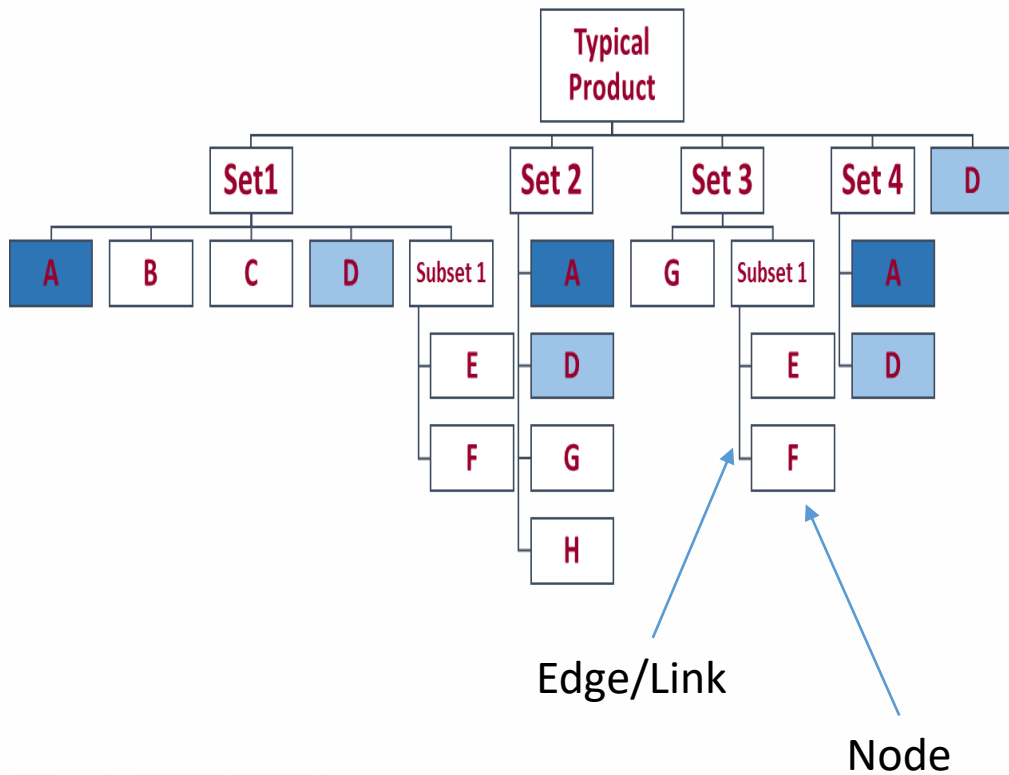 Typical
Product
Set1
Set 2
Set 3
Set 4
D
A
B
C
D
Subset 1
A
G
Subset 1
A
E
D
E
D
F
G
F
H
Edge/Link
Node